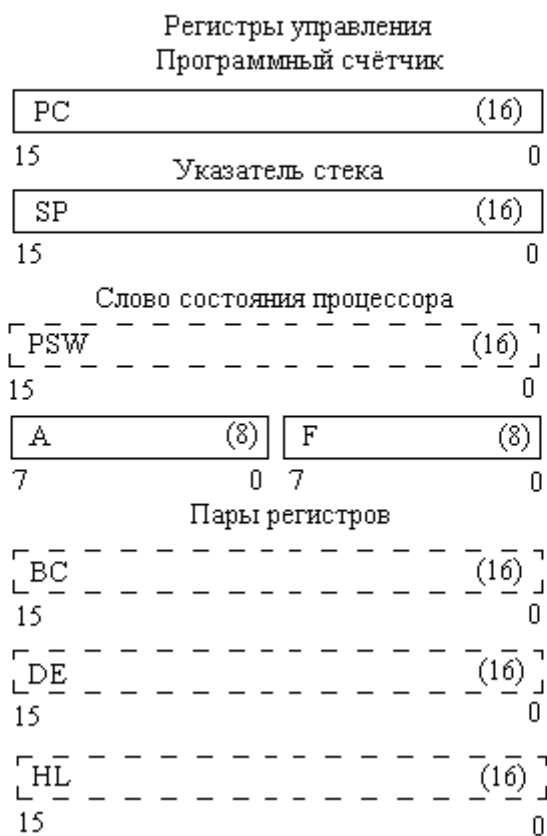 Регистры управления
Программный счётчик
PC (16)
15 0
Указатель стека
SP (16)
15 0
Слово состояния процессора
PSW (16)
15 0
A (8) F (8)
7 0 7 0
Пары регистров
BC (16)
15 0
DE (16)
15 0
HL (16)
15 0